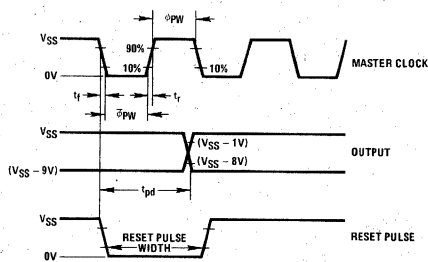 ϕPW
VSS
90%
10%
10%
MASTER CLOCK
0V
tf
tr
ϕ̅PW
VSS
(VSS − 1V)
OUTPUT
(VSS − 8V)
(VSS − 9V)
tpd
VSS
RESET PULSE
WIDTH
RESET PULSE
0V